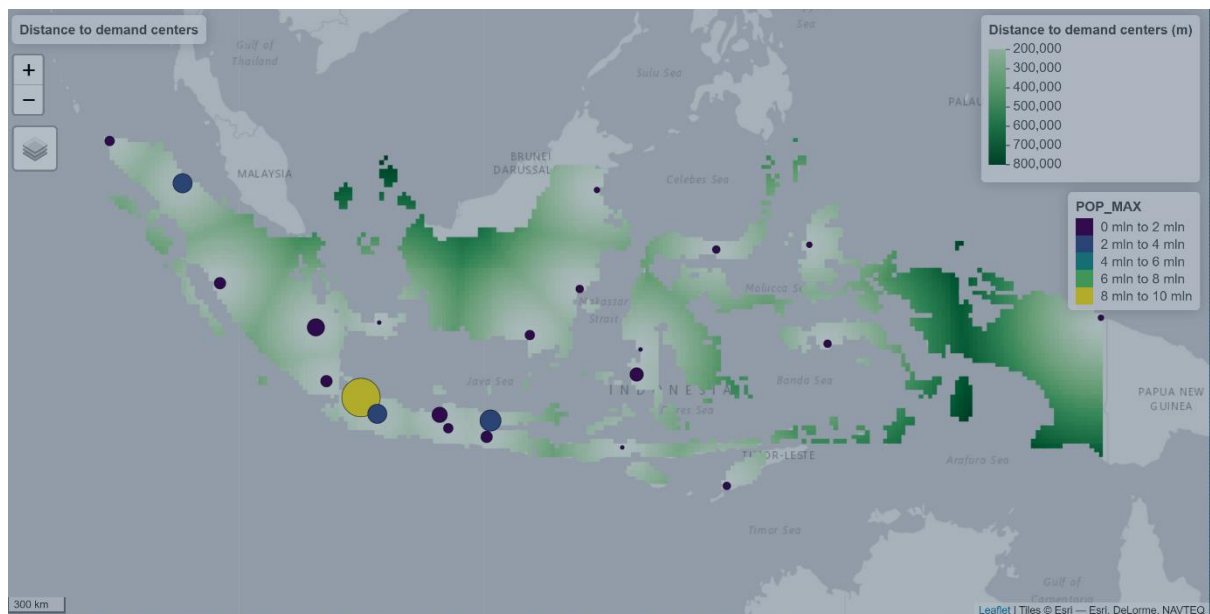 Distance to demand centers
+
−
Distance to demand centers (m)
200,000
300,000
400,000
500,000
600,000
700,000
800,000
POP_MAX
0 mln to 2 mln
2 mln to 4 mln
4 mln to 6 mln
6 mln to 8 mln
8 mln to 10 mln
Sea
Gulf of
Thailand
Sulu Sea
PALAU
MALAYSIA
BRUNEI
DARUSSAL
Celebes Sea
Makassar
Strait
Java Sea
Banda Sea
INDONESIA
TIMOR-LESTE
Arafura Sea
PAPUA NEW
GUINEA
Timur Sea
Gulf of
Carpentaria
300 km
Leaflet | Tiles © Esri — Esri, DeLorme, NAVTEQ